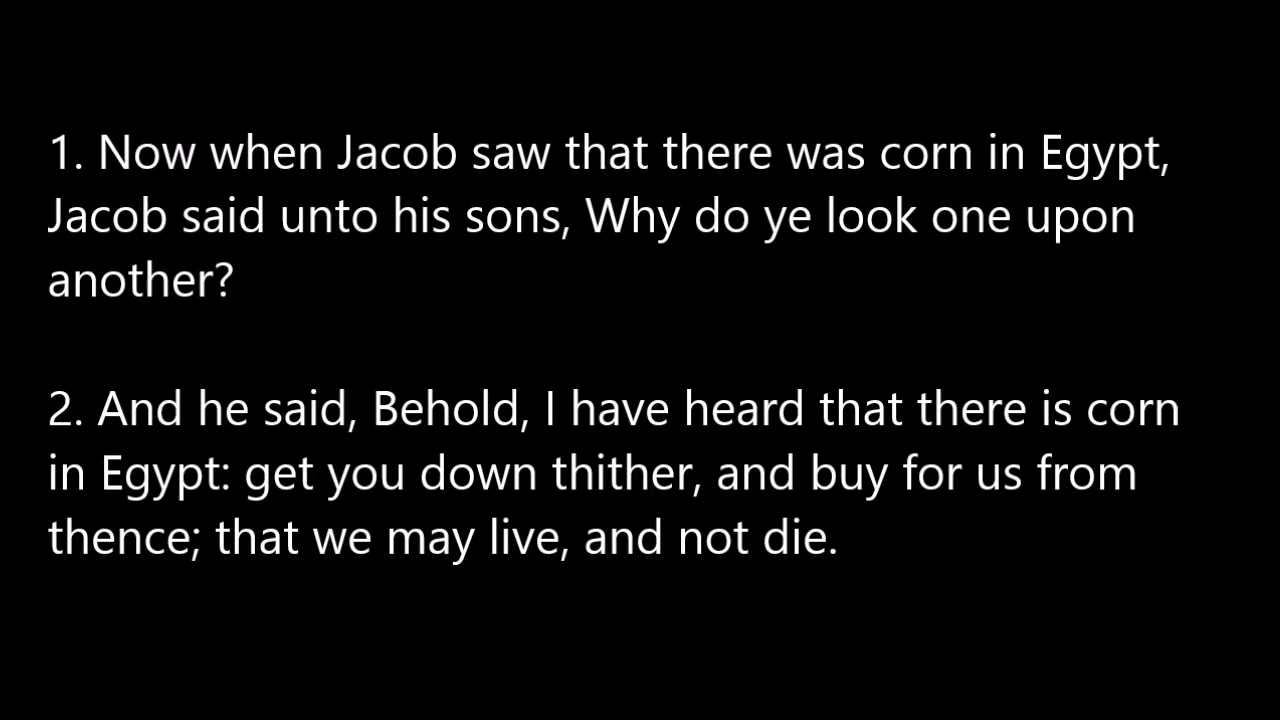 1. Now when Jacob saw that there was corn in Egypt,
Jacob said unto his sons, Why do ye look one upon
another?
2. And he said, Behold, I have heard that there is corn
in Egypt: get you down thither, and buy for us from
thence; that we may live, and not die.